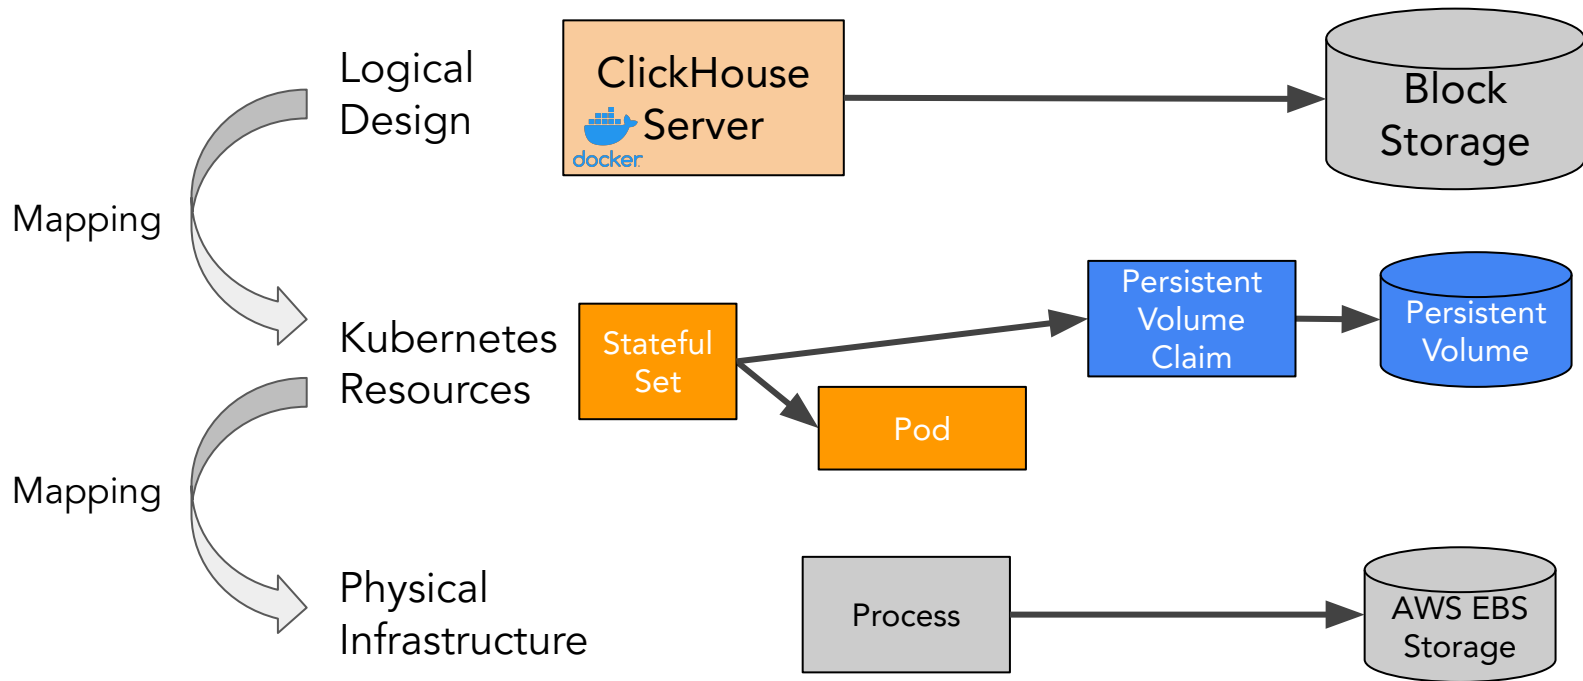 Logical
Design
ClickHouse
Server
docker
Block
Storage
Mapping
Kubernetes
Resources
Stateful
Set
Pod
Persistent
Volume
Claim
Persistent
Volume
Mapping
Physical
Infrastructure
Process
AWS EBS
Storage